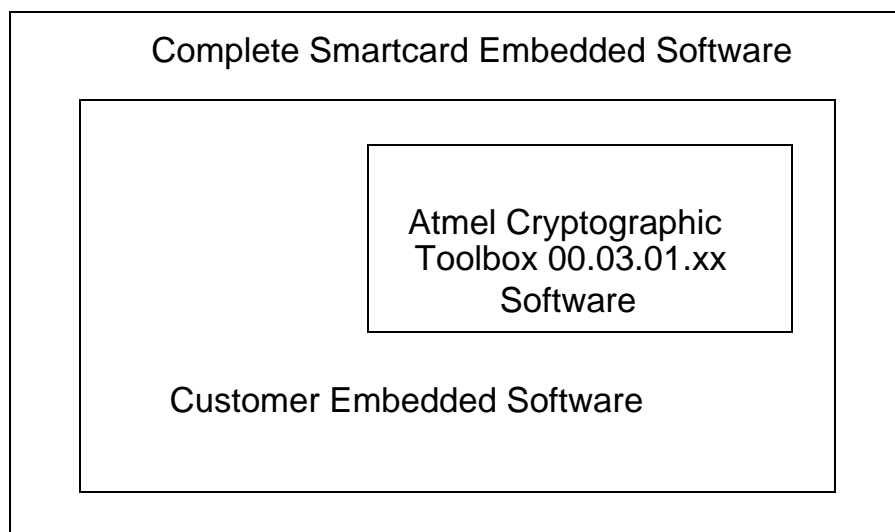 Complete Smartcard Embedded Software
Atmel Cryptographic
Toolbox 00.03.01.xx
Software
Customer Embedded Software